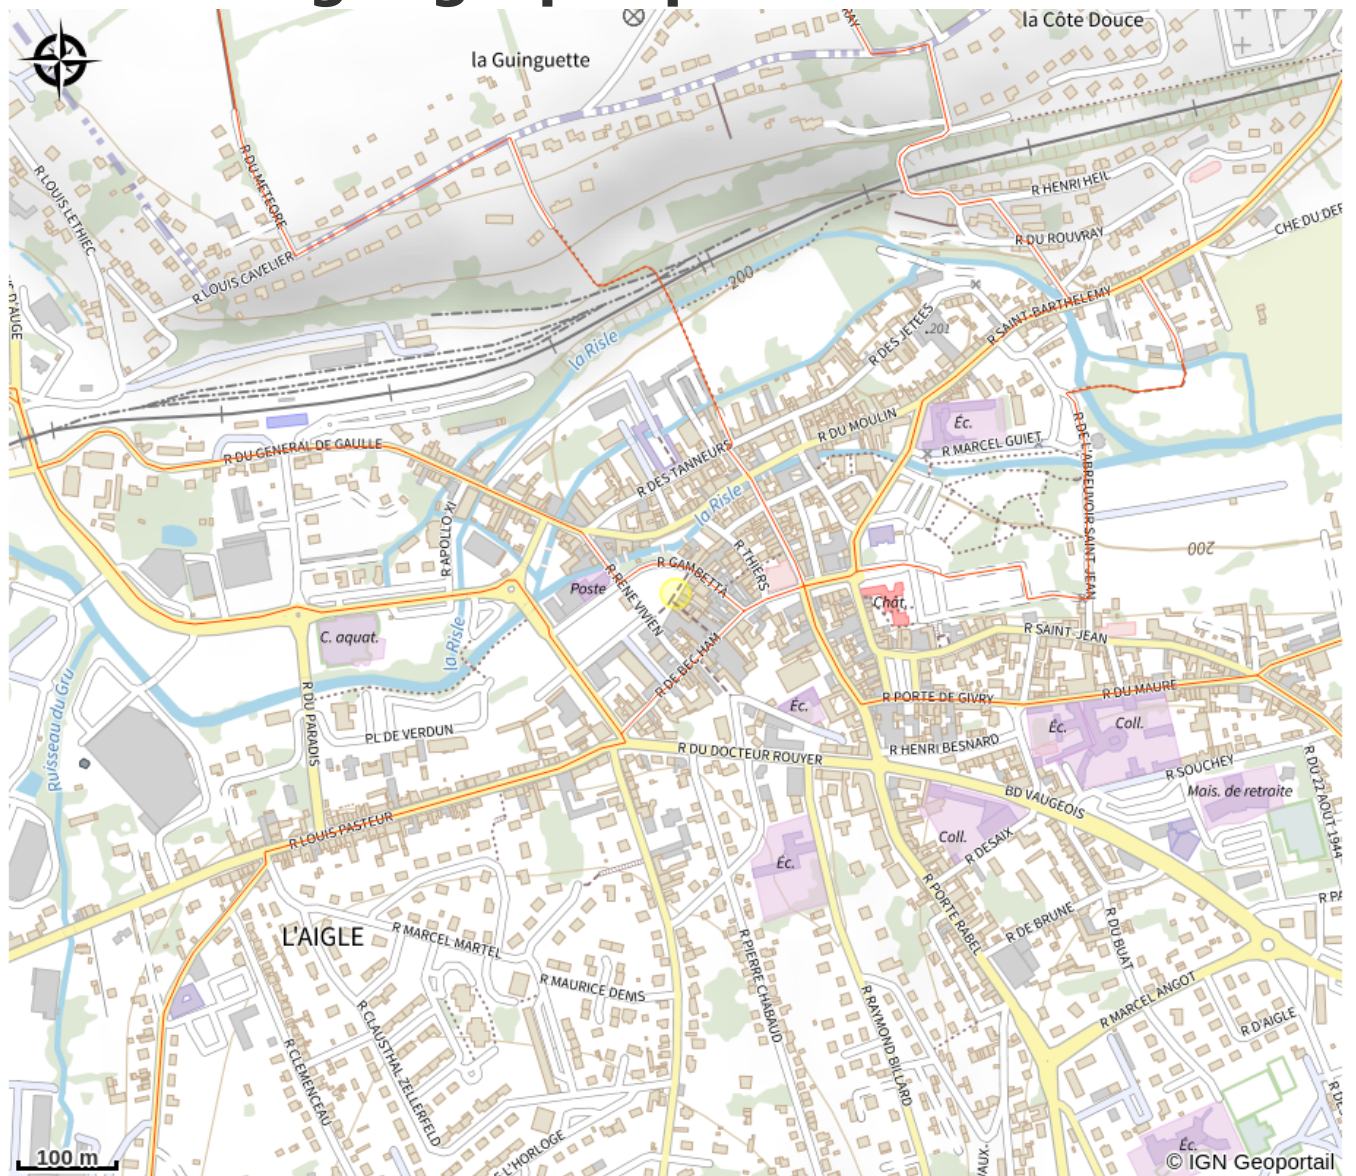 la Côte Douce
la Guinguette
R LOUIS LETHIEC
R DU METEORE
R HENRI HEIL
R DU ROUVRAY
R LOUIS CAVELIER
200
la Risle
R DES JETEES
201
R SAINT-BARTHELEMY
R DU MOULIN
Éc.
R MARCEL GUIET
R DU GENERAL DE GAULLE
R DES TANNEURS
R DE L'ABREUVOIR SAINT-JEAN
la Risle
R APOLLO XI
R THIERS
200
R GAMBETTA
Poste
R RENE VIVIEN
Chât.
C. aquat.
la Risle
R SAINT JEAN
R DE BEC HAM
Ruisseau du Gru
R DU PARADIS
R PORTE DE GIVRY
R DU MAURE
Éc.
Éc.
Coll.
PL DE VERDUN
R DU DOCTEUR ROUYER
R HENRI BESNARD
R SOUCHEY
R DU 22 AOUT 1944
Mais. de retraite
BD VAUGEOIS
R LOUIS PASTEUR
Coll.
R DESAIX
Éc.
R PORTE RABEL
L'AIGLE
R MARCEL MARTEL
R DE BRUNE
R DU BUAT
R PIERRE CHABAUD
R MAURICE DENIS
R MARCEL ANGOT
R RAYMOND BILLARD
R D'AIGLE
R CLAUSTHAL ZELLERFELD
R CLEMENCEAU
E L'HORLOGE
Éc.
100 m
© IGN Geoportail